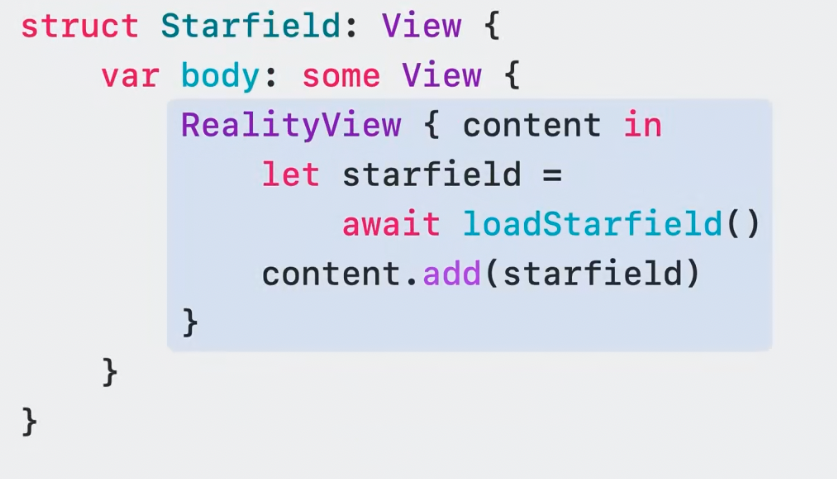 struct Starfield: View {
    var body: some View {
        RealityView { content in
            let starfield =
                await loadStarfield()
            content.add(starfield)
        }
    }
}